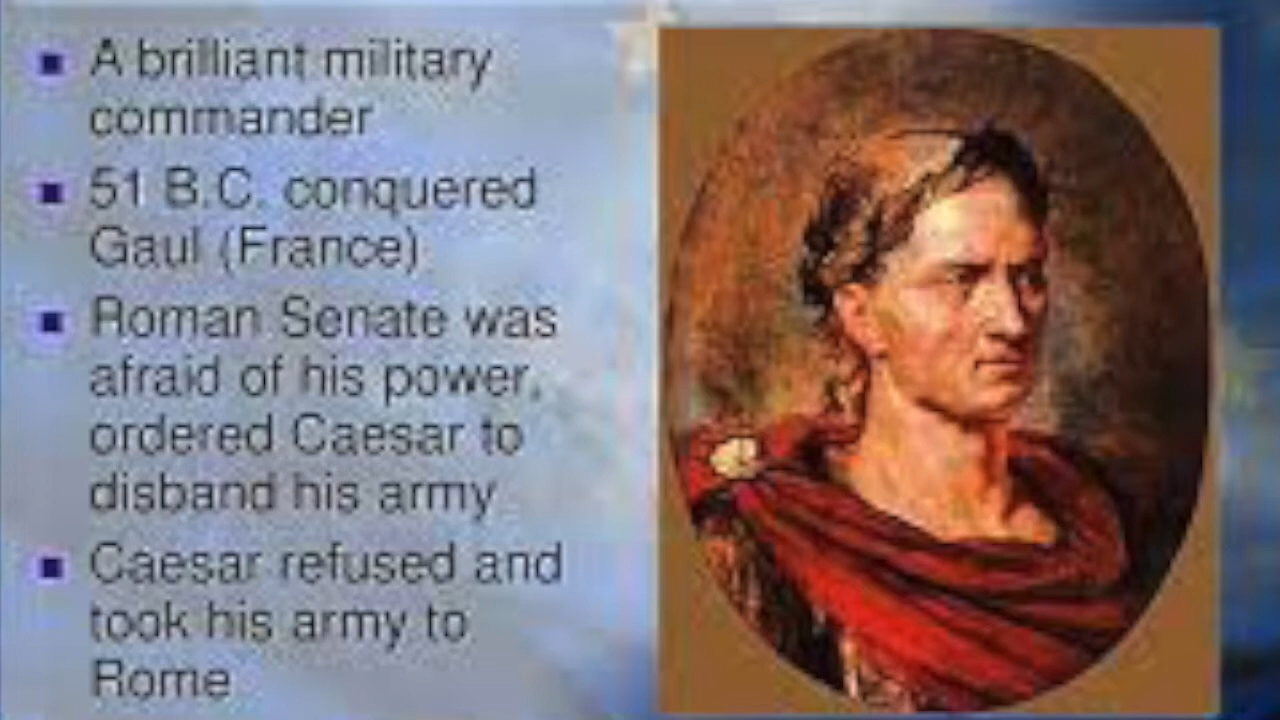 A brilliant military
commander
51 B.C. conquered
Gaul (France)
Roman Senate was
afraid of his power,
ordered Caesar to
disband his army
Caesar refused and
took his army to
Rome